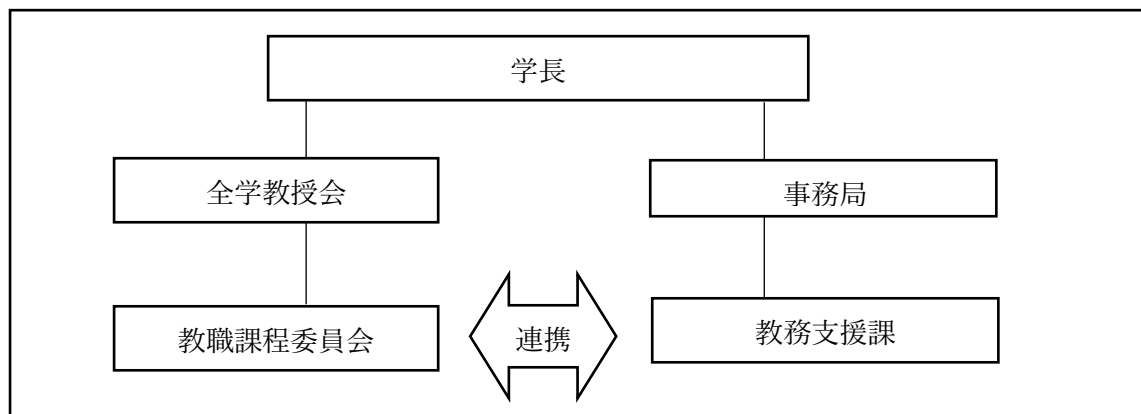 学長
全学教授会
事務局
教職課程委員会
連携
教務支援課